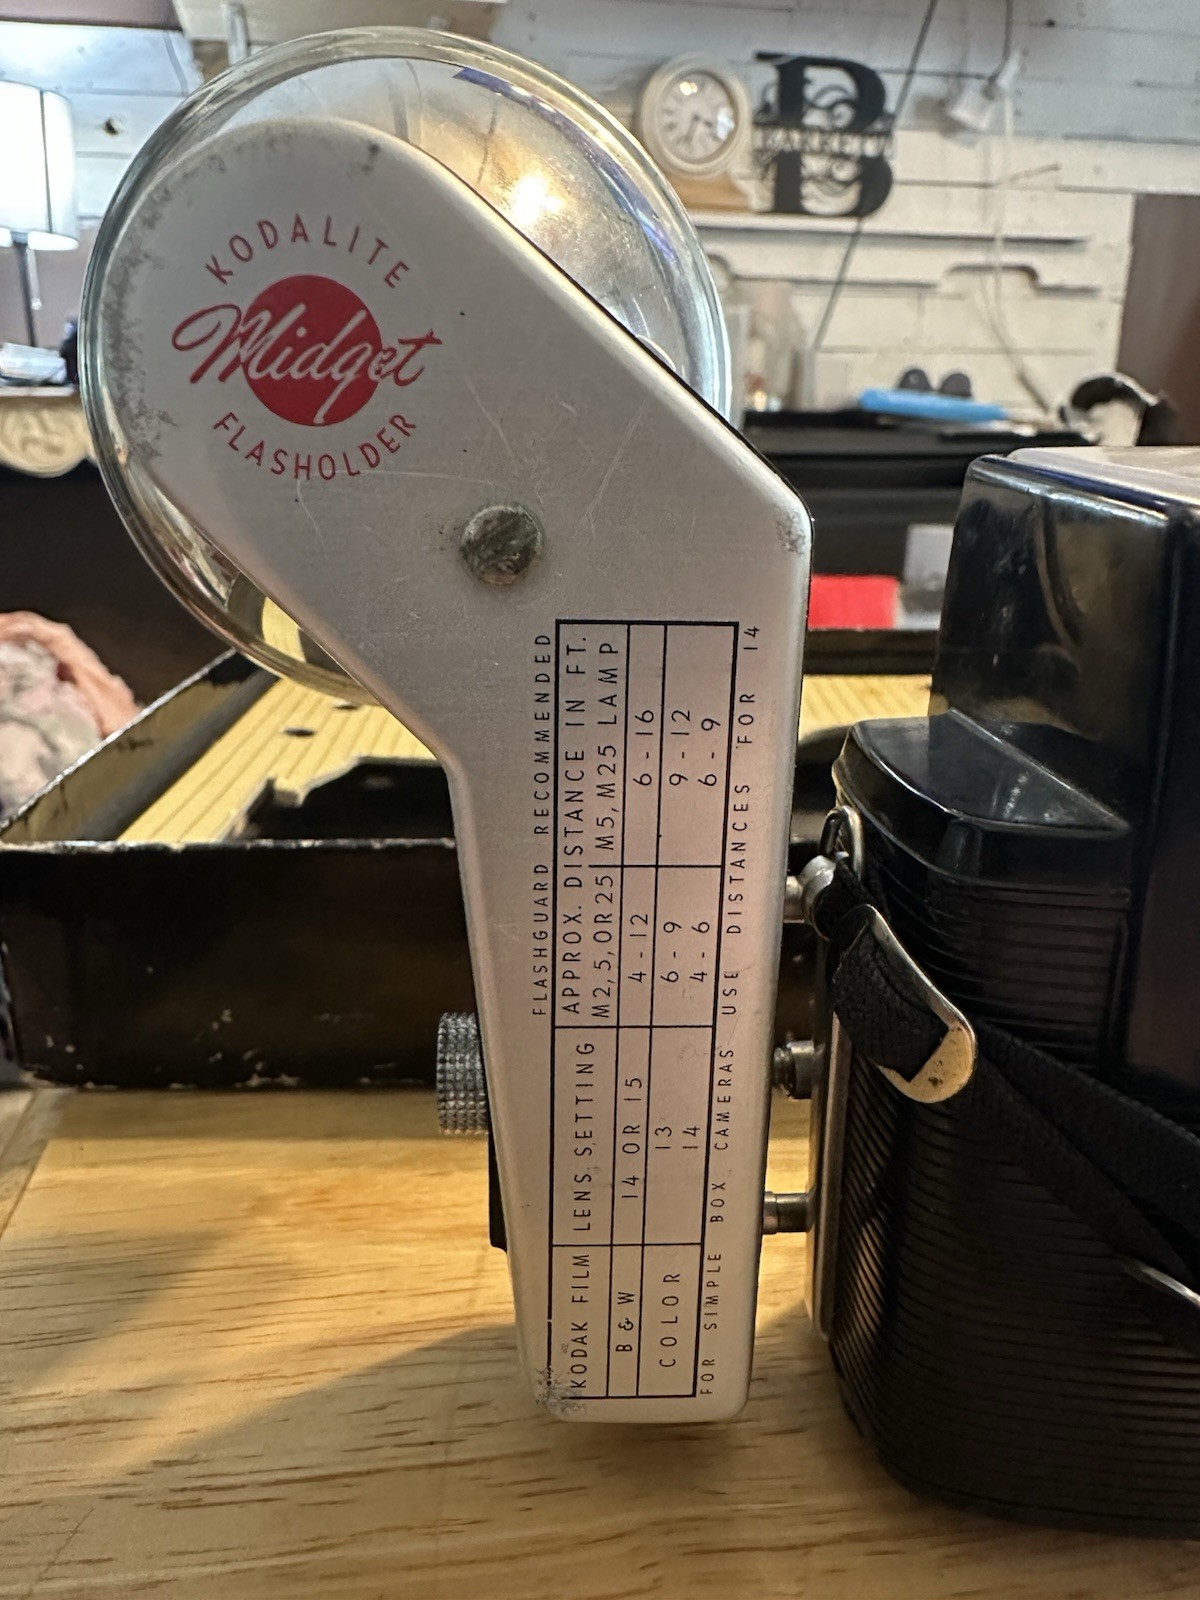 KODALITE
Midget
FLASHOLDER
FLASHGUARD RECOMMENDED
KODAK FILM LENS SETTING APPROX. DISTANCE IN FT.
M2, 5, OR 25 M5, M25 LAMP
B & W 14 OR 15 4 - 12 6 - 16
COLOR 13 6 - 9 9 - 12
14 4 - 6 6 - 9
FOR SIMPLE BOX CAMERAS USE DISTANCES FOR 14
B
BARRETT